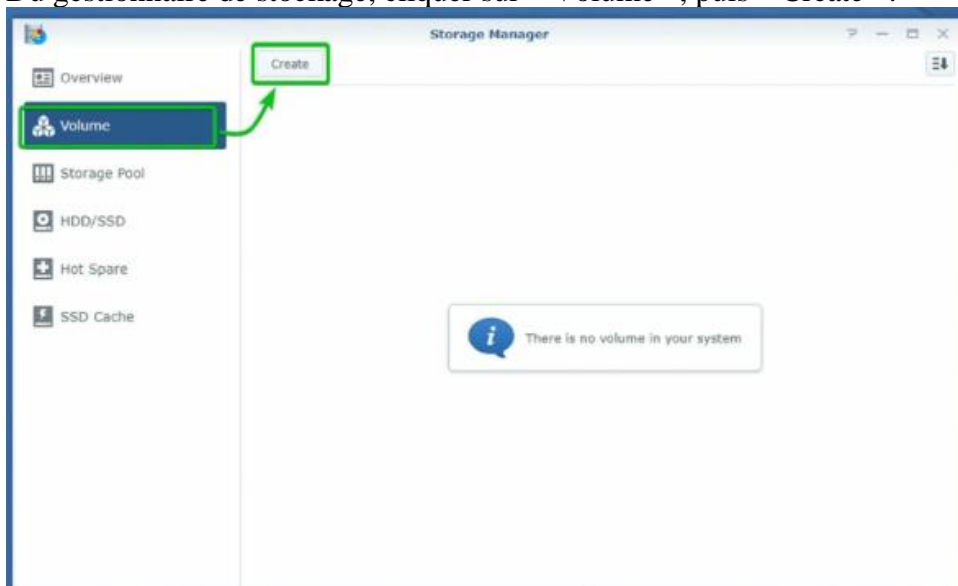 Du gestionnaire de stockage, cliquer sur « Volume », puis « Create ».
Storage Manager
Create
Overview
Volume
Storage Pool
HDD/SSD
Hot Spare
SSD Cache
There is no volume in your system